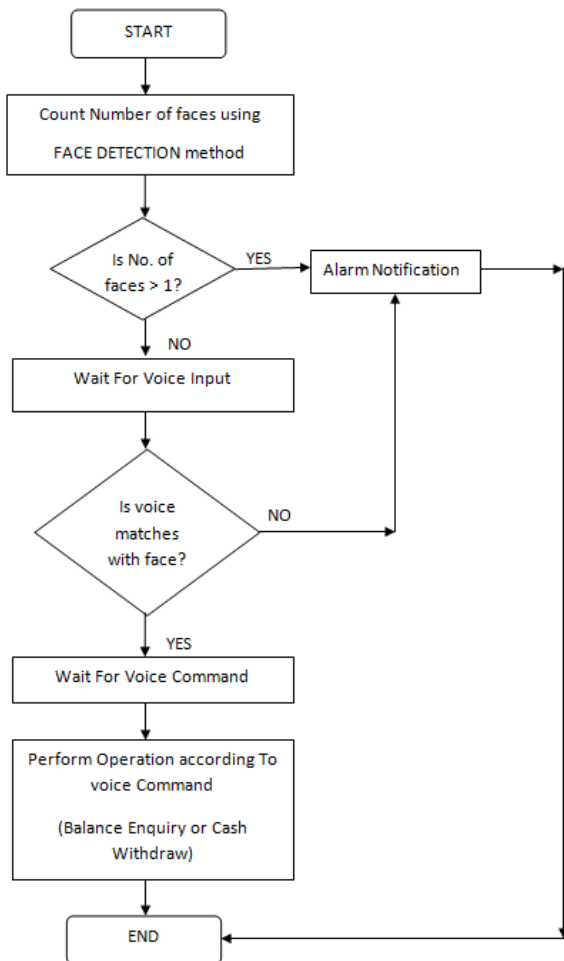 START
Count Number of faces using
FACE DETECTION method
Is No. of
faces > 1?
YES
Alarm Notification
NO
Wait For Voice Input
Is voice
matches
with face?
NO
YES
Wait For Voice Command
Perform Operation according To
voice Command
(Balance Enquiry or Cash
Withdraw)
END